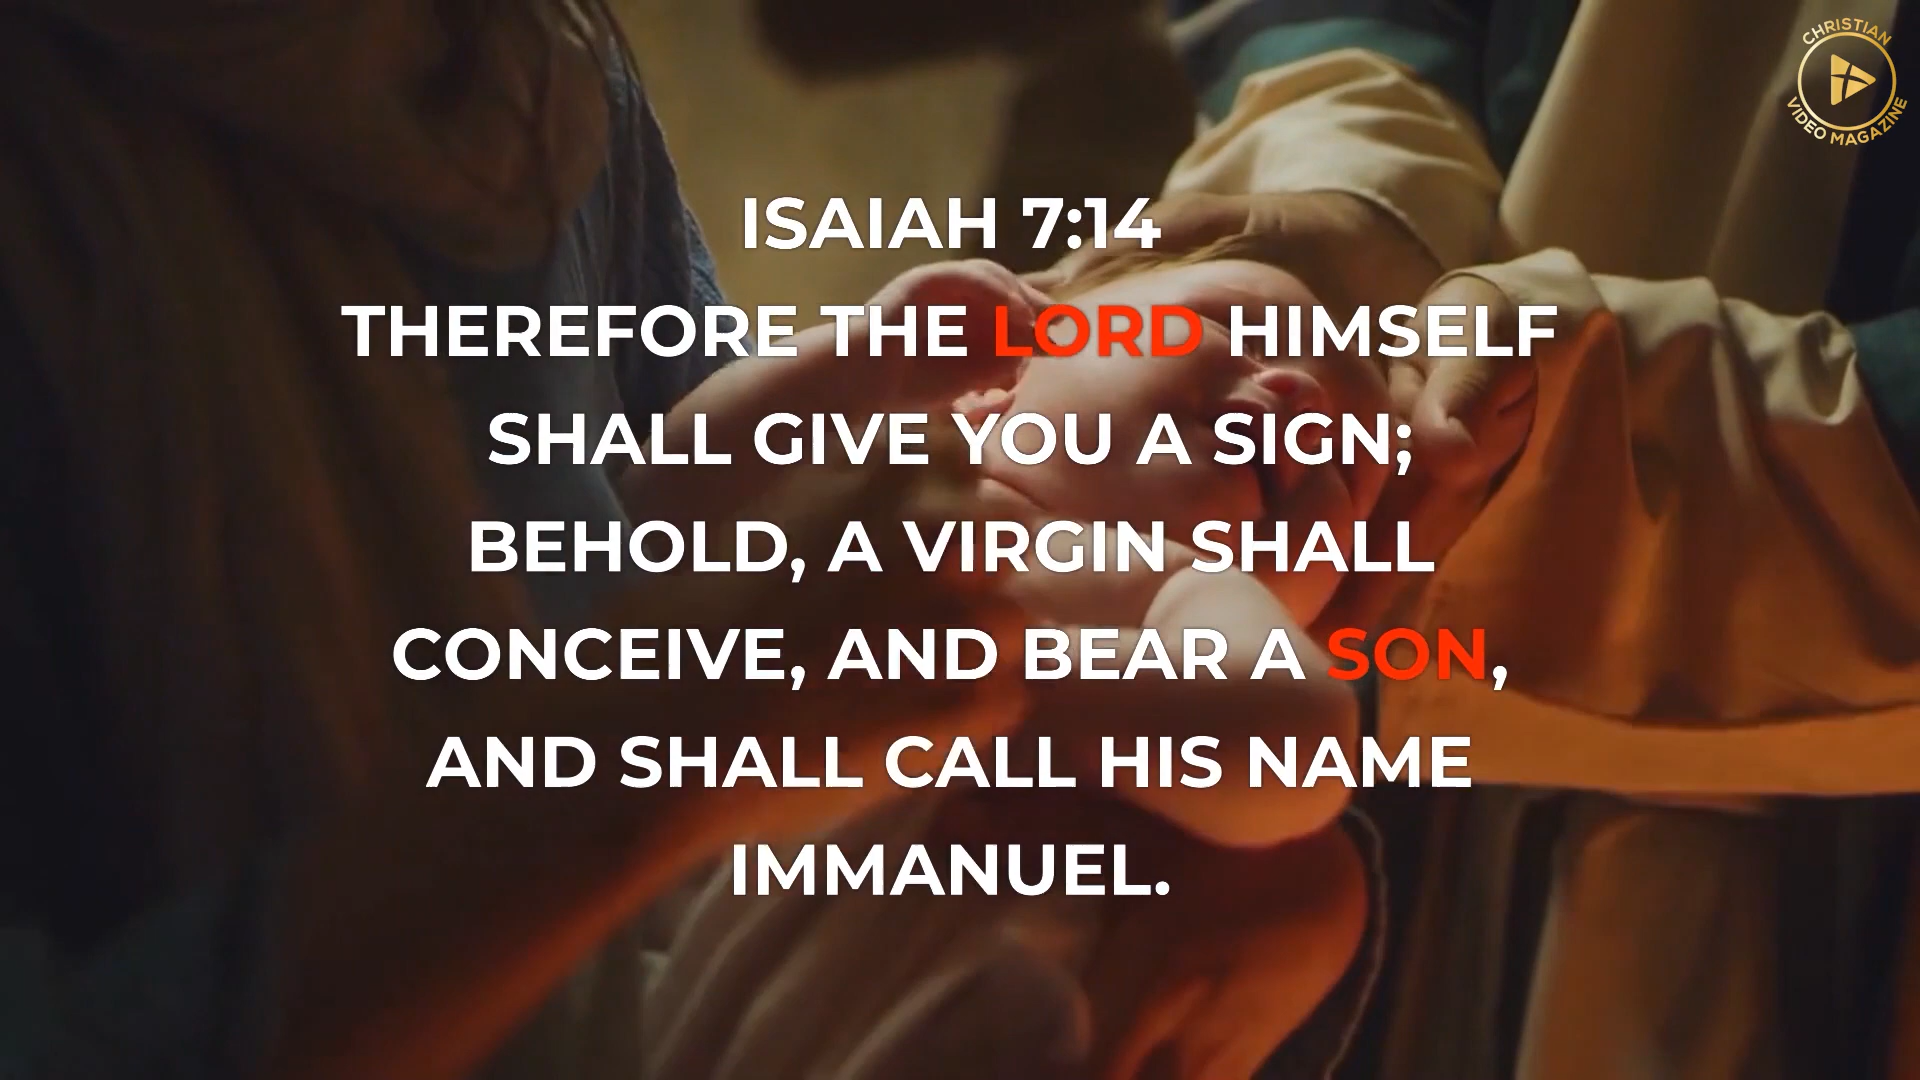 CHRISTIAN
VIDEO MAGAZINE
ISAIAH 7:14
THEREFORE THE LORD HIMSELF
SHALL GIVE YOU A SIGN;
BEHOLD, A VIRGIN SHALL
CONCEIVE, AND BEAR A SON,
AND SHALL CALL HIS NAME
IMMANUEL.